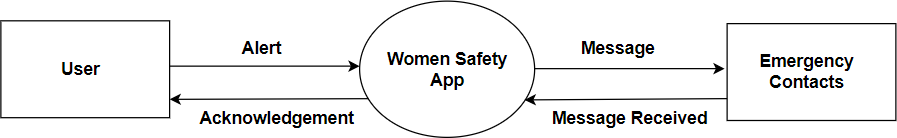 User
Alert
Acknowledgement
Women Safety
App
Message
Message Received
Emergency
Contacts